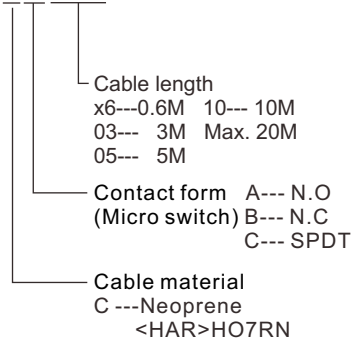 Cable length
x6---0.6M 10--- 10M
03--- 3M Max. 20M
05--- 5M
Contact form A--- N.O
(Micro switch) B--- N.C
C--- SPDT
Cable material
C ---Neoprene
<HAR>HO7RN